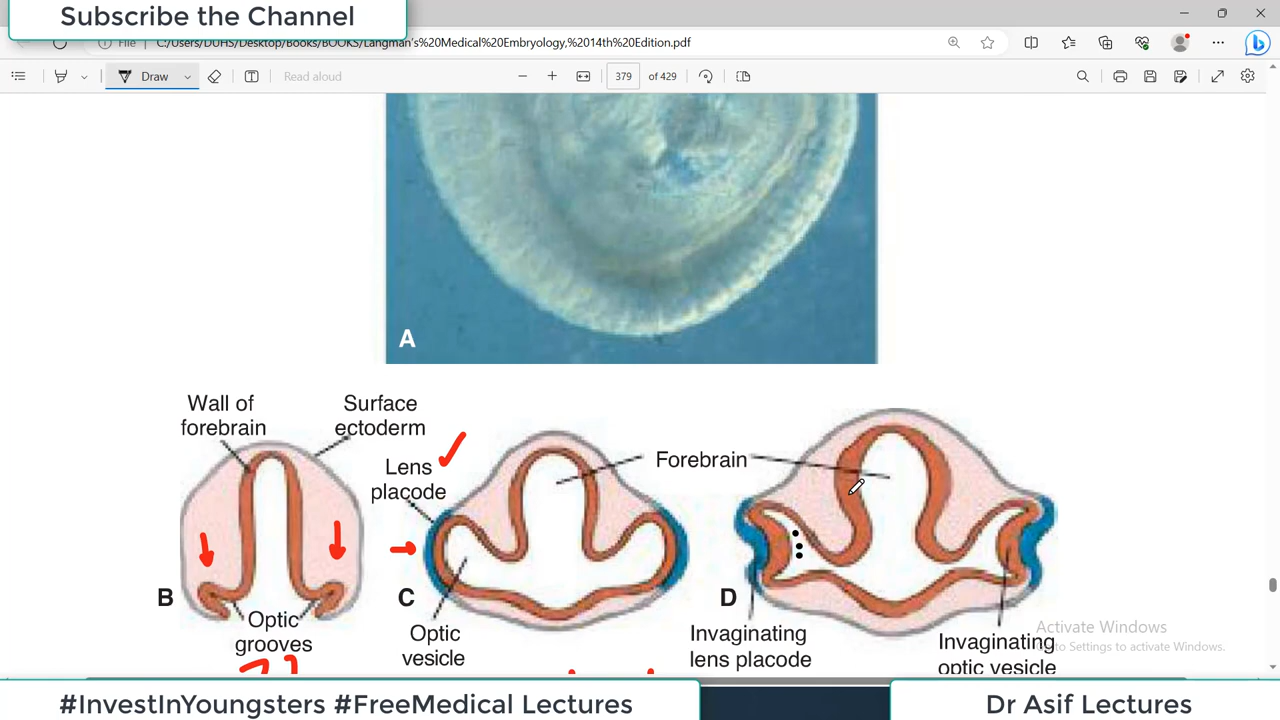 Subscribe the Channel
File
C:/Users/DUHS/Desktop/Books/BOOKS/Langman's%20Medical%20Embryology,%2014th%20Edition.pdf
Draw
Read aloud
379 of 429
A
Wall of
forebrain
Surface
ectoderm
Lens
placode
Forebrain
B
Optic
grooves
C
Optic
vesicle
D
Invaginating
lens placode
Invaginating
optic vesicle
Activate Windows
Go to Settings to activate Windows.
#InvestInYoungsters #FreeMedical Lectures
Dr Asif Lectures